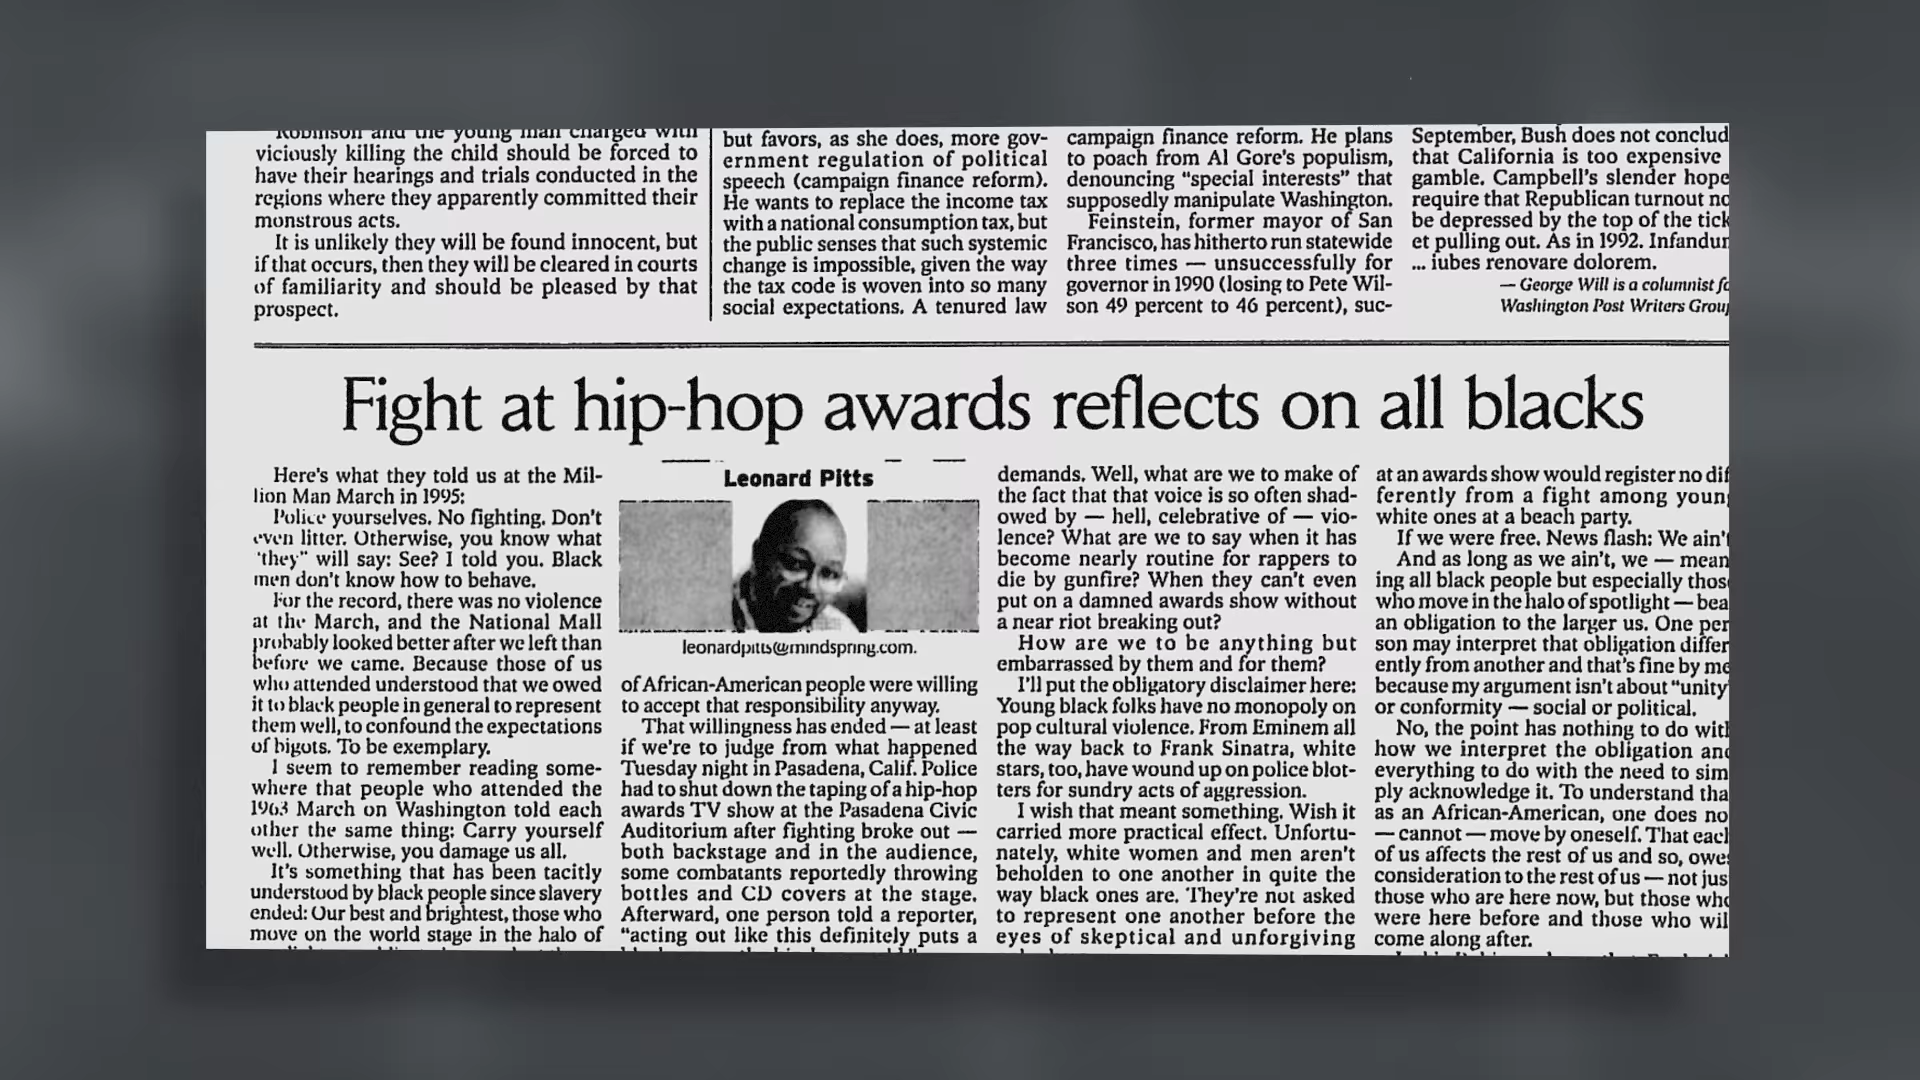 viciously killing the child should be forced to
have their hearings and trials conducted in the
regions where they apparently committed their
monstrous acts.
It is unlikely they will be found innocent, but
if that occurs, then they will be cleared in courts
of familiarity and should be pleased by that
prospect.
but favors, as she does, more gov-
ernment regulation of political
speech (campaign finance reform).
He wants to replace the income tax
with a national consumption tax, but
the public senses that such systemic
change is impossible, given the way
the tax code is woven into so many
social expectations. A tenured law
campaign finance reform. He plans
to poach from Al Gore's populism,
denouncing "special interests" that
supposedly manipulate Washington.
Feinstein, former mayor of San
Francisco, has hitherto run statewide
three times — unsuccessfully for
governor in 1990 (losing to Pete Wil-
son 49 percent to 46 percent), suc-
September, Bush does not conclud
that California is too expensive
gamble. Campbell's slender hope
require that Republican turnout no
be depressed by the top of the tick
et pulling out. As in 1992. Infandum
... iubes renovare dolorem.
— George Will is a columnist fo
Washington Post Writers Group
Fight at hip-hop awards reflects on all blacks
Here's what they told us at the Mil-
lion Man March in 1995:
Police yourselves. No fighting. Don't
even litter. Otherwise, you know what
"they" will say: See? I told you. Black
men don't know how to behave.
For the record, there was no violence
at the March, and the National Mall
probably looked better after we left than
before we came. Because those of us
who attended understood that we owed
it to black people in general to represent
them well, to confound the expectations
of bigots. To be exemplary.
I seem to remember reading some-
where that people who attended the
1963 March on Washington told each
other the same thing: Carry yourself
well. Otherwise, you damage us all.
It's something that has been tacitly
understood by black people since slavery
ended: Our best and brightest, those who
move on the world stage in the halo of
Leonard Pitts
leonardpitts@mindspring.com.
of African-American people were willing
to accept that responsibility anyway.
That willingness has ended — at least
if we're to judge from what happened
Tuesday night in Pasadena, Calif. Police
had to shut down the taping of a hip-hop
awards TV show at the Pasadena Civic
Auditorium after fighting broke out —
both backstage and in the audience,
some combatants reportedly throwing
bottles and CD covers at the stage.
Afterward, one person told a reporter,
"acting out like this definitely puts a
demands. Well, what are we to make of
the fact that that voice is so often shad-
owed by — hell, celebrative of — vio-
lence? What are we to say when it has
become nearly routine for rappers to
die by gunfire? When they can't even
put on a damned awards show without
a near riot breaking out?
How are we to be anything but
embarrassed by them and for them?
I'll put the obligatory disclaimer here:
Young black folks have no monopoly on
pop cultural violence. From Eminem all
the way back to Frank Sinatra, white
stars, too, have wound up on police blot-
ters for sundry acts of aggression.
I wish that meant something. Wish it
carried more practical effect. Unfortu-
nately, white women and men aren't
beholden to one another in quite the
way black ones are. They're not asked
to represent one another before the
eyes of skeptical and unforgiving
at an awards show would register no dif
ferently from a fight among young
white ones at a beach party.
If we were free. News flash: We ain't
And as long as we ain't, we — mean
ing all black people but especially those
who move in the halo of spotlight — bea
an obligation to the larger us. One per
son may interpret that obligation differ
ently from another and that's fine by me
because my argument isn't about "unity
or conformity — social or political.
No, the point has nothing to do with
how we interpret the obligation and
everything to do with the need to sim
ply acknowledge it. To understand tha
as an African-American, one does no
— cannot — move by oneself. That each
of us affects the rest of us and so, owes
consideration to the rest of us — not jus
those who are here now, but those who
were here before and those who wil
come along after.